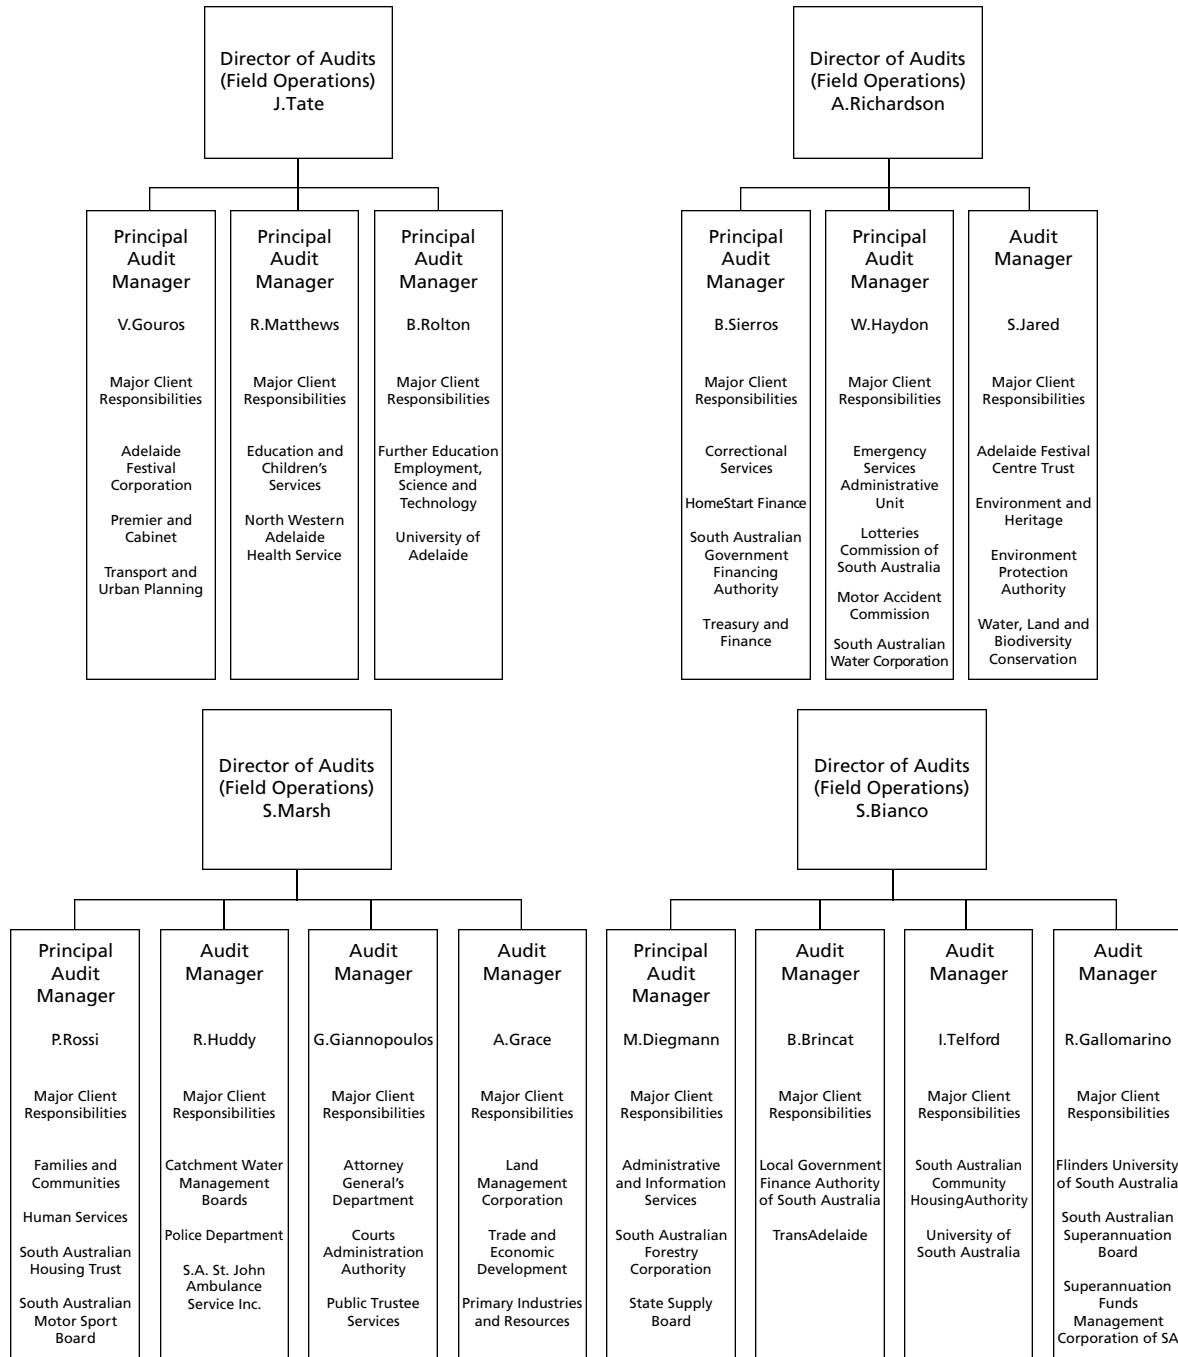 Director of Audits
(Field Operations)
J.Tate
Director of Audits
(Field Operations)
A.Richardson
Principal
Audit
Manager
V.Gouros
Major Client
Responsibilities
Adelaide
Festival
Corporation
Premier and
Cabinet
Transport and
Urban Planning
Principal
Audit
Manager
R.Matthews
Major Client
Responsibilities
Education and
Children's
Services
North Western
Adelaide
Health Service
Principal
Audit
Manager
B.Rolton
Major Client
Responsibilities
Further Education
Employment,
Science and
Technology
University of
Adelaide
Principal
Audit
Manager
B.Sierros
Major Client
Responsibilities
Correctional
Services
HomeStart Finance
South Australian
Government
Financing
Authority
Treasury and
Finance
Principal
Audit
Manager
W.Haydon
Major Client
Responsibilities
Emergency
Services
Administrative
Unit
Lotteries
Commission of
South Australia
Motor Accident
Commission
South Australian
Water Corporation
Audit
Manager
S.Jared
Major Client
Responsibilities
Adelaide Festival
Centre Trust
Environment and
Heritage
Environment
Protection
Authority
Water, Land and
Biodiversity
Conservation
Director of Audits
(Field Operations)
S.Marsh
Director of Audits
(Field Operations)
S.Bianco
Principal
Audit
Manager
P.Rossi
Major Client
Responsibilities
Families and
Communities
Human Services
South Australian
Housing Trust
South Australian
Motor Sport
Board
Audit
Manager
R.Huddy
Major Client
Responsibilities
Catchment Water
Management
Boards
Police Department
S.A. St. John
Ambulance
Service Inc.
Audit
Manager
G.Giannopoulos
Major Client
Responsibilities
Attorney
General's
Department
Courts
Administration
Authority
Public Trustee
Services
Audit
Manager
A.Grace
Major Client
Responsibilities
Land
Management
Corporation
Trade and
Economic
Development
Primary Industries
and Resources
Principal
Audit
Manager
M.Diegmann
Major Client
Responsibilities
Administrative
and Information
Services
South Australian
Forestry
Corporation
State Supply
Board
Audit
Manager
B.Brincat
Major Client
Responsibilities
Local Government
Finance Authority
of South Australia
TransAdelaide
Audit
Manager
I.Telford
Major Client
Responsibilities
South Australian
Community
HousingAuthority
University of
South Australia
Audit
Manager
R.Gallomarino
Major Client
Responsibilities
Flinders University
of South Australia
South Australian
Superannuation
Board
Superannuation
Funds
Management
Corporation of SA